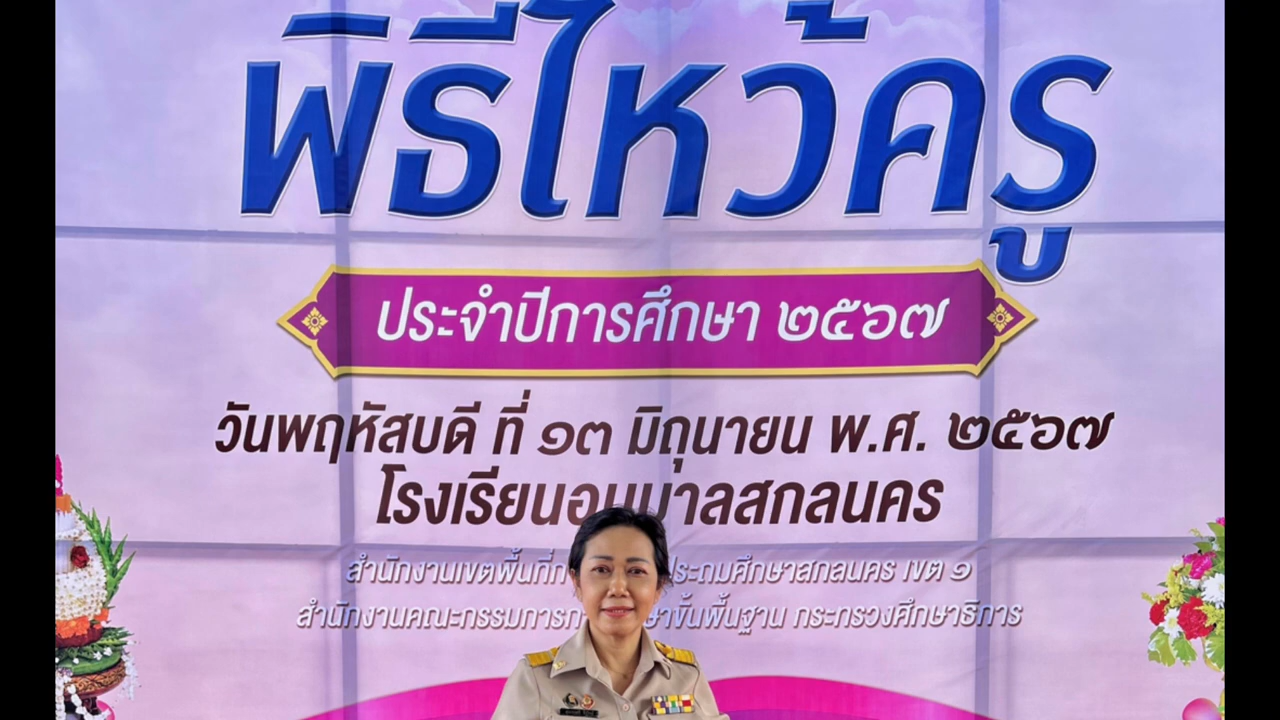 พิธีไหว้ครู
ประจำปีการศึกษา ๒๕๖๗
วันพฤหัสบดี ที่ ๑๓ มิถุนายน พ.ศ. ๒๕๖๗
โรงเรียนอนุบาลสกลนคร
สำนักงานเขตพื้นที่ก ประถมศึกษาสกลนคร เขต ๑
สำนักงานคณะกรรมการก ษาขั้นพื้นฐาน กระทรวงศึกษาธิการ